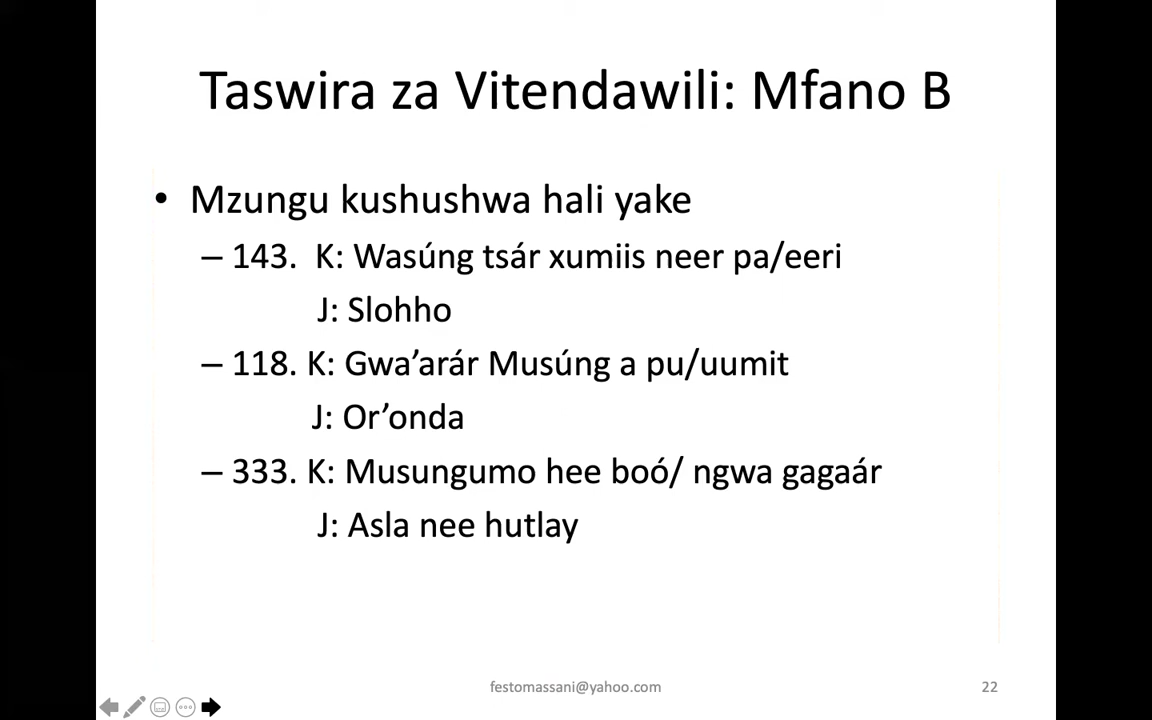 Taswira za Vitendawili: Mfano B
• Mzungu kushushwa hali yake
– 143. K: Wasúng tsár xumiis neer pa/eeri
J: Slohho
– 118. K: Gwa’arár Musúng a pu/uumit
J: Or’onda
– 333. K: Musungumo hee boó/ ngwa gagaár
J: Asla nee hutlay
festomassani@yahoo.com 22